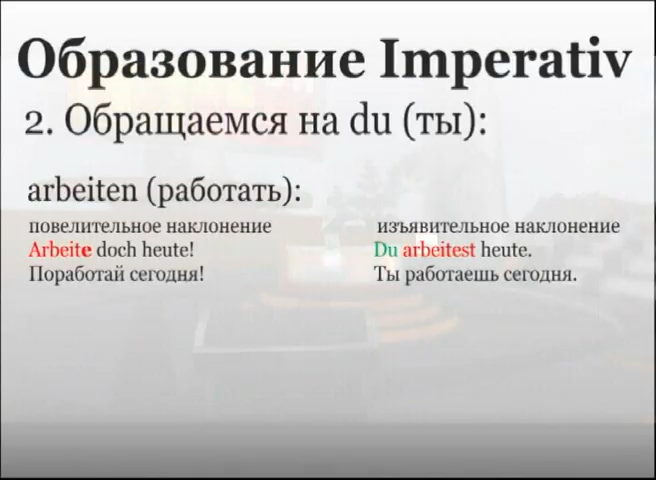 Образование Imperativ
2. Обращаемся на du (ты):
arbeiten (работать):
повелительное наклонение
Arbeite doch heute!
Поработай сегодня!
изъявительное наклонение
Du arbeitest heute.
Ты работаешь сегодня.